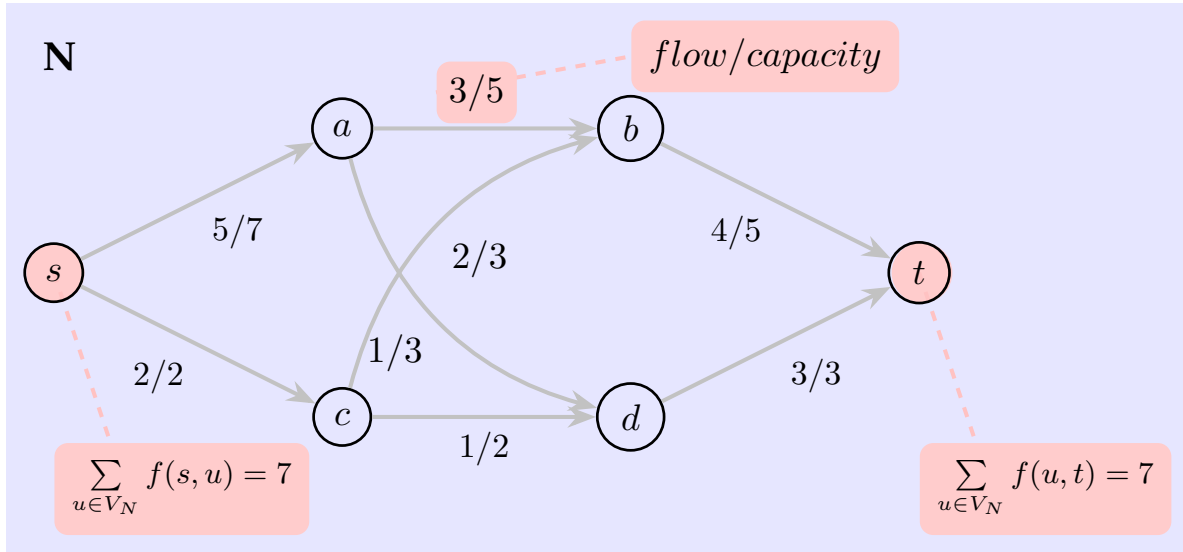 N
flow/capacity
3/5
a
b
5/7
4/5
2/3
s
t
1/3
2/2
3/3
c
d
1/2
∑ f(s, u) = 7
u∈V_N
∑ f(u, t) = 7
u∈V_N